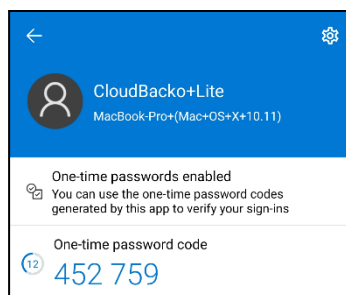 CloudBacko+Lite
MacBook-Pro+(Mac+OS+X+10.11)
One-time passwords enabled
You can use the one-time password codes
generated by this app to verify your sign-ins
One-time password code
12
452 759